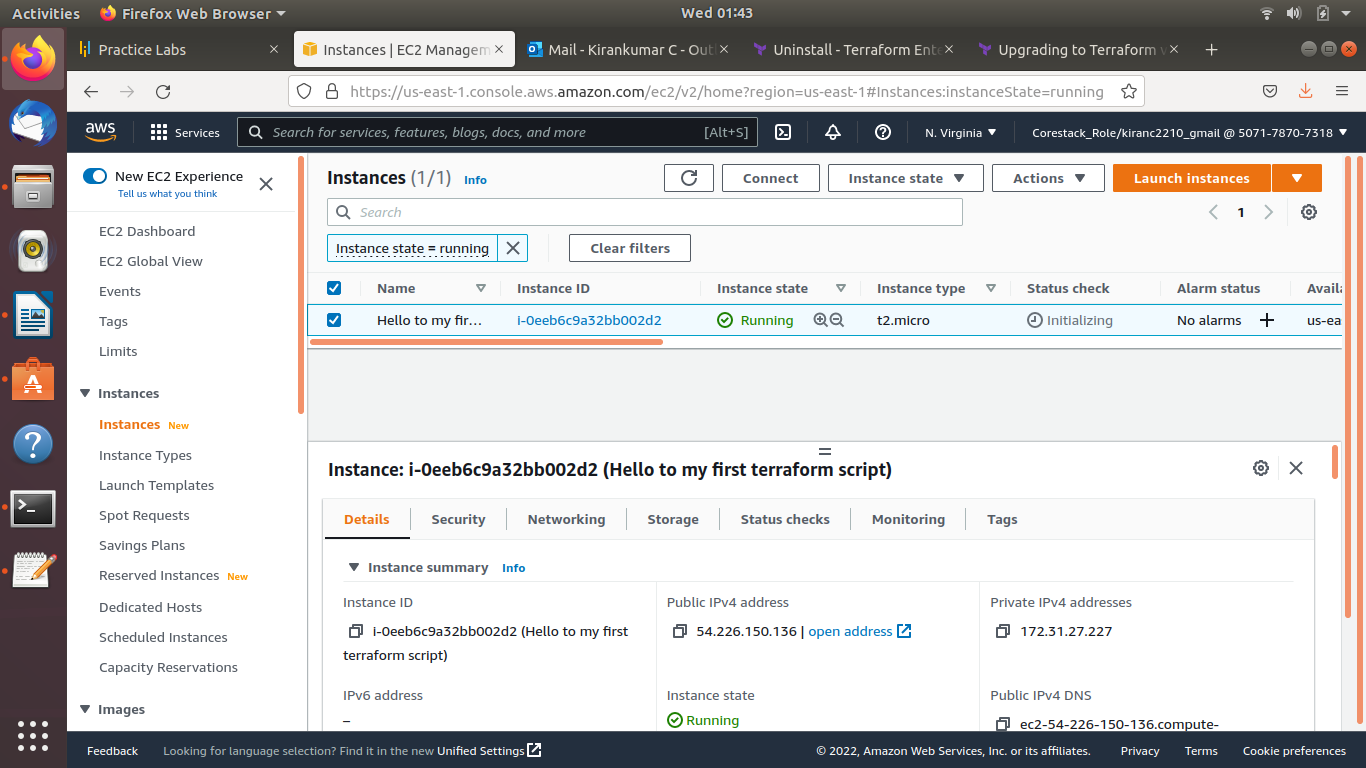 Activities
Firefox Web Browser
Wed 01:43
Practice Labs
Instances | EC2 Managem
Mail - Kirankumar C - Out
Uninstall - Terraform Ente
Upgrading to Terraform v
https://us-east-1.console.aws.amazon.com/ec2/v2/home?region=us-east-1#Instances:instanceState=running
aws
Services
Search for services, features, blogs, docs, and more
[Alt+S]
N. Virginia
Corestack_Role/kiranc2210_gmail @ 5071-7870-7318
New EC2 Experience
Tell us what you think
EC2 Dashboard
EC2 Global View
Events
Tags
Limits
Instances
Instances New
Instance Types
Launch Templates
Spot Requests
Savings Plans
Reserved Instances New
Dedicated Hosts
Scheduled Instances
Capacity Reservations
Images
Instances (1/1) Info
Connect
Instance state
Actions
Launch instances
Search
1
Instance state = running
Clear filters
Name Instance ID Instance state Instance type Status check Alarm status Availa
Hello to my fir... i-0eeb6c9a32bb002d2 Running t2.micro Initializing No alarms us-ea
Instance: i-0eeb6c9a32bb002d2 (Hello to my first terraform script)
Details Security Networking Storage Status checks Monitoring Tags
Instance summary Info
Instance ID
i-0eeb6c9a32bb002d2 (Hello to my first
terraform script)
Public IPv4 address
54.226.150.136 | open address
Private IPv4 addresses
172.31.27.227
IPv6 address
–
Instance state
Running
Public IPv4 DNS
ec2-54-226-150-136.compute-
Feedback
Looking for language selection? Find it in the new Unified Settings
© 2022, Amazon Web Services, Inc. or its affiliates.
Privacy
Terms
Cookie preferences